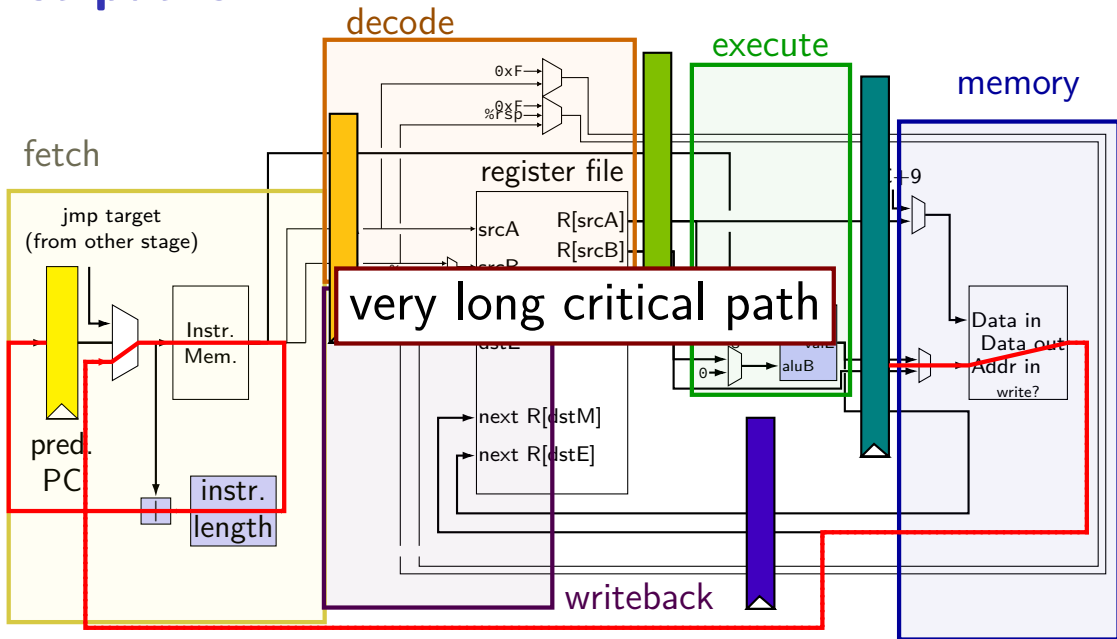 decode
execute
memory
fetch
writeback
0xF
0xF
%rsp
register file
jmp target
(from other stage)
srcA
R[srcA]
R[srcB]
very long critical path
Instr.
Mem.
pred.
PC
instr.
length
next R[dstM]
next R[dstE]
0
aluB
Data in
Data out
Addr in
write?